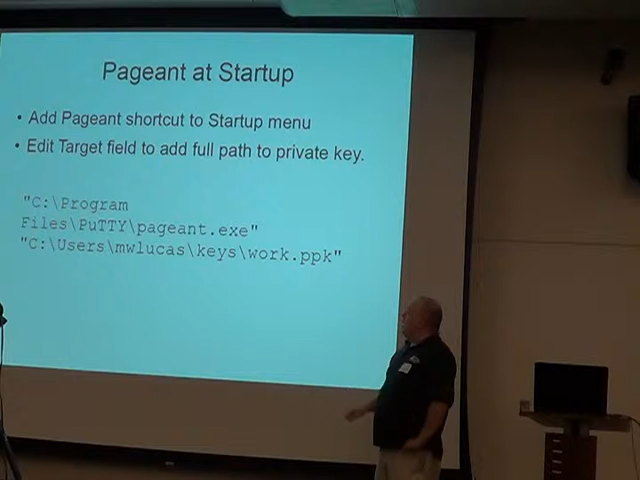 Pageant at Startup
• Add Pageant shortcut to Startup menu
• Edit Target field to add full path to private key.
"C:\Program
Files\PuTTY\pageant.exe"
"C:\Users\mwlucas\keys\work.ppk"